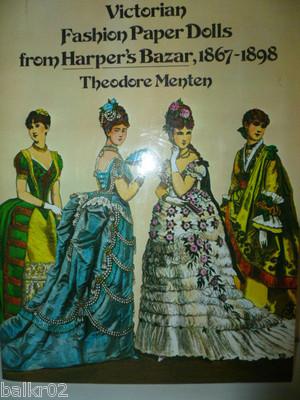 Victorian
Fashion Paper Dolls
from Harper's Bazar, 1867-1898
Theodore Menten
balkr02